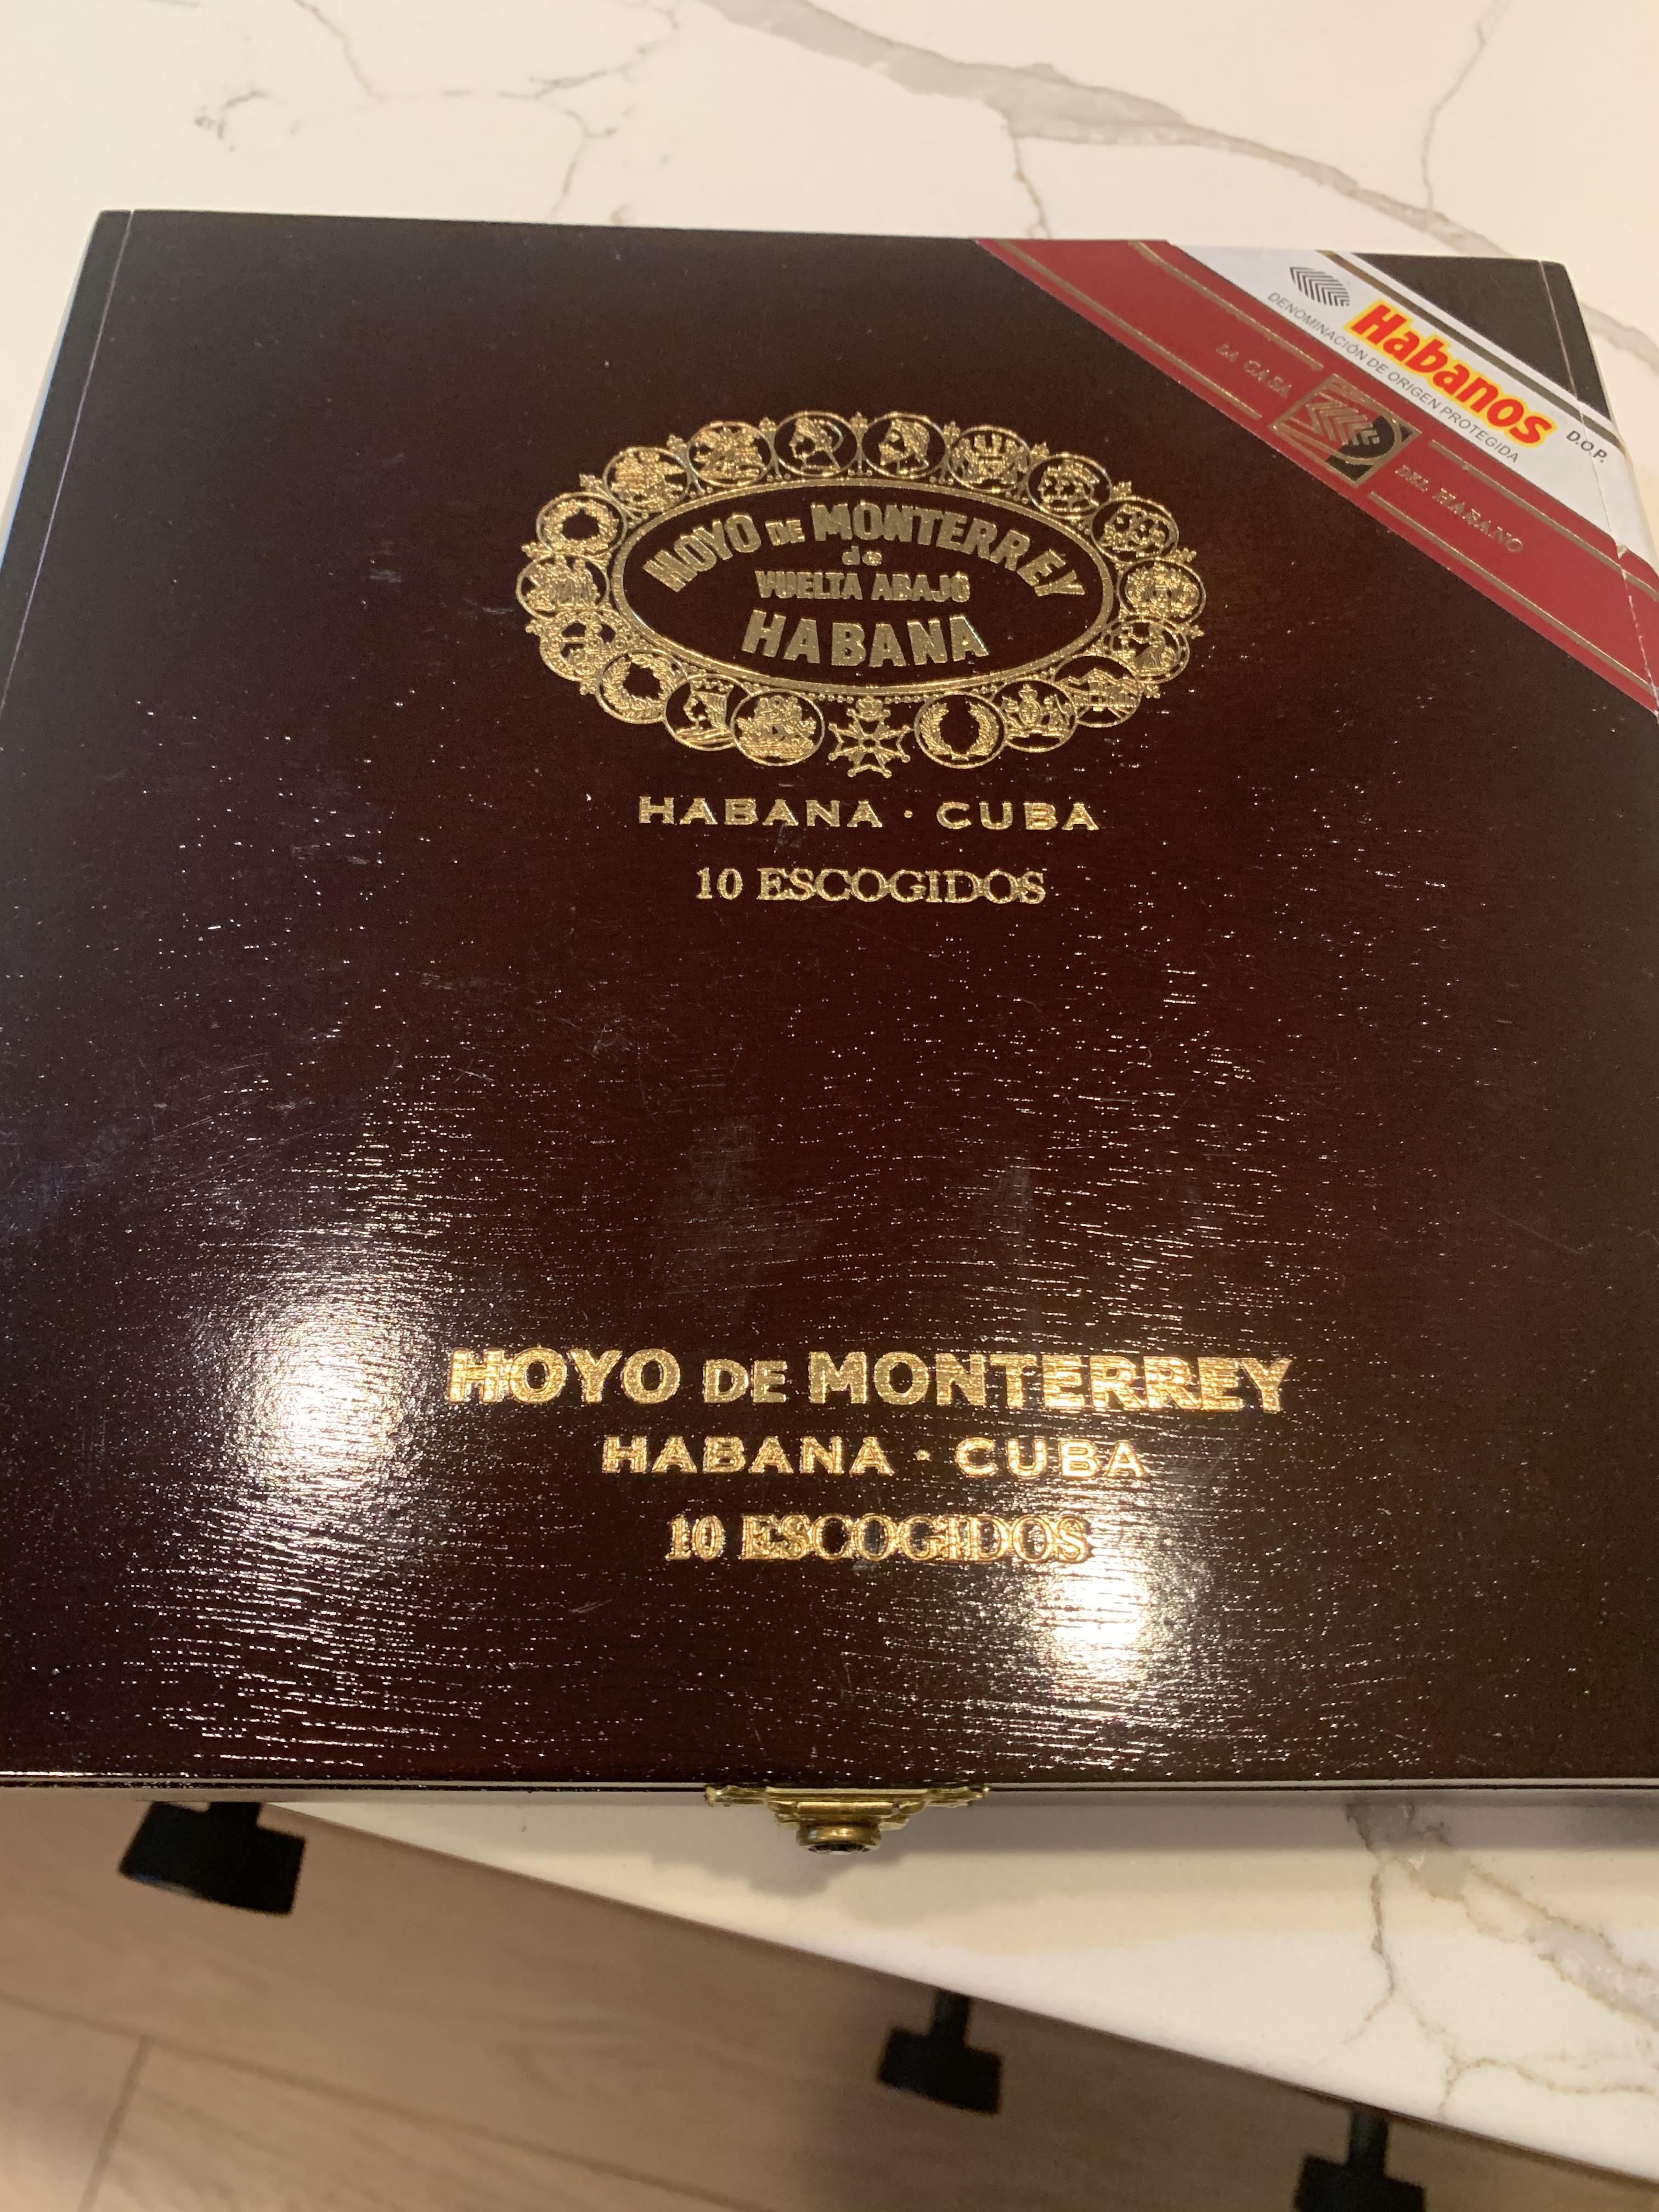 Habanos
DENOMINACIÓN DE ORIGEN PROTEGIDA
D.O.P.
LA CASA
DEL HABANO
HOYO DE MONTERREY
de
VUELTA ABAJO
HABANA
HABANA · CUBA
10 ESCOGIDOS
HOYO DE MONTERREY
HABANA · CUBA
10 ESCOGIDOS